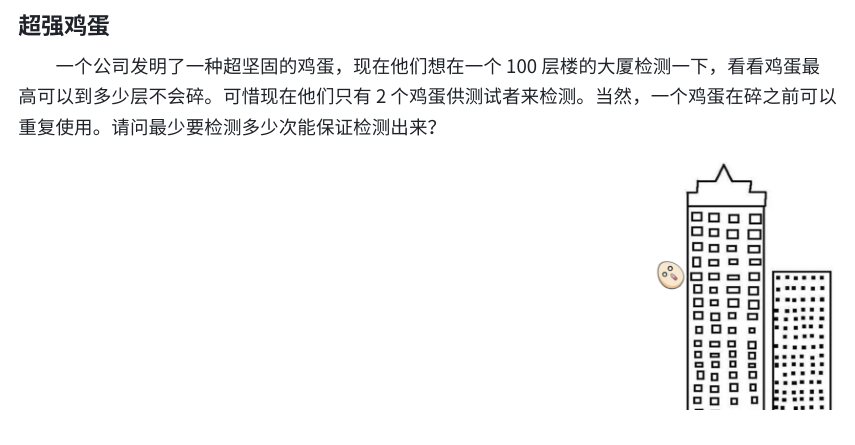 超强鸡蛋
一个公司发明了一种超坚固的鸡蛋，现在他们想在一个 100 层楼的大厦检测一下，看看鸡蛋最
高可以到多少层不会碎。可惜现在他们只有 2 个鸡蛋供测试者来检测。当然，一个鸡蛋在碎之前可以
重复使用。请问最少要检测多少次能保证检测出来？